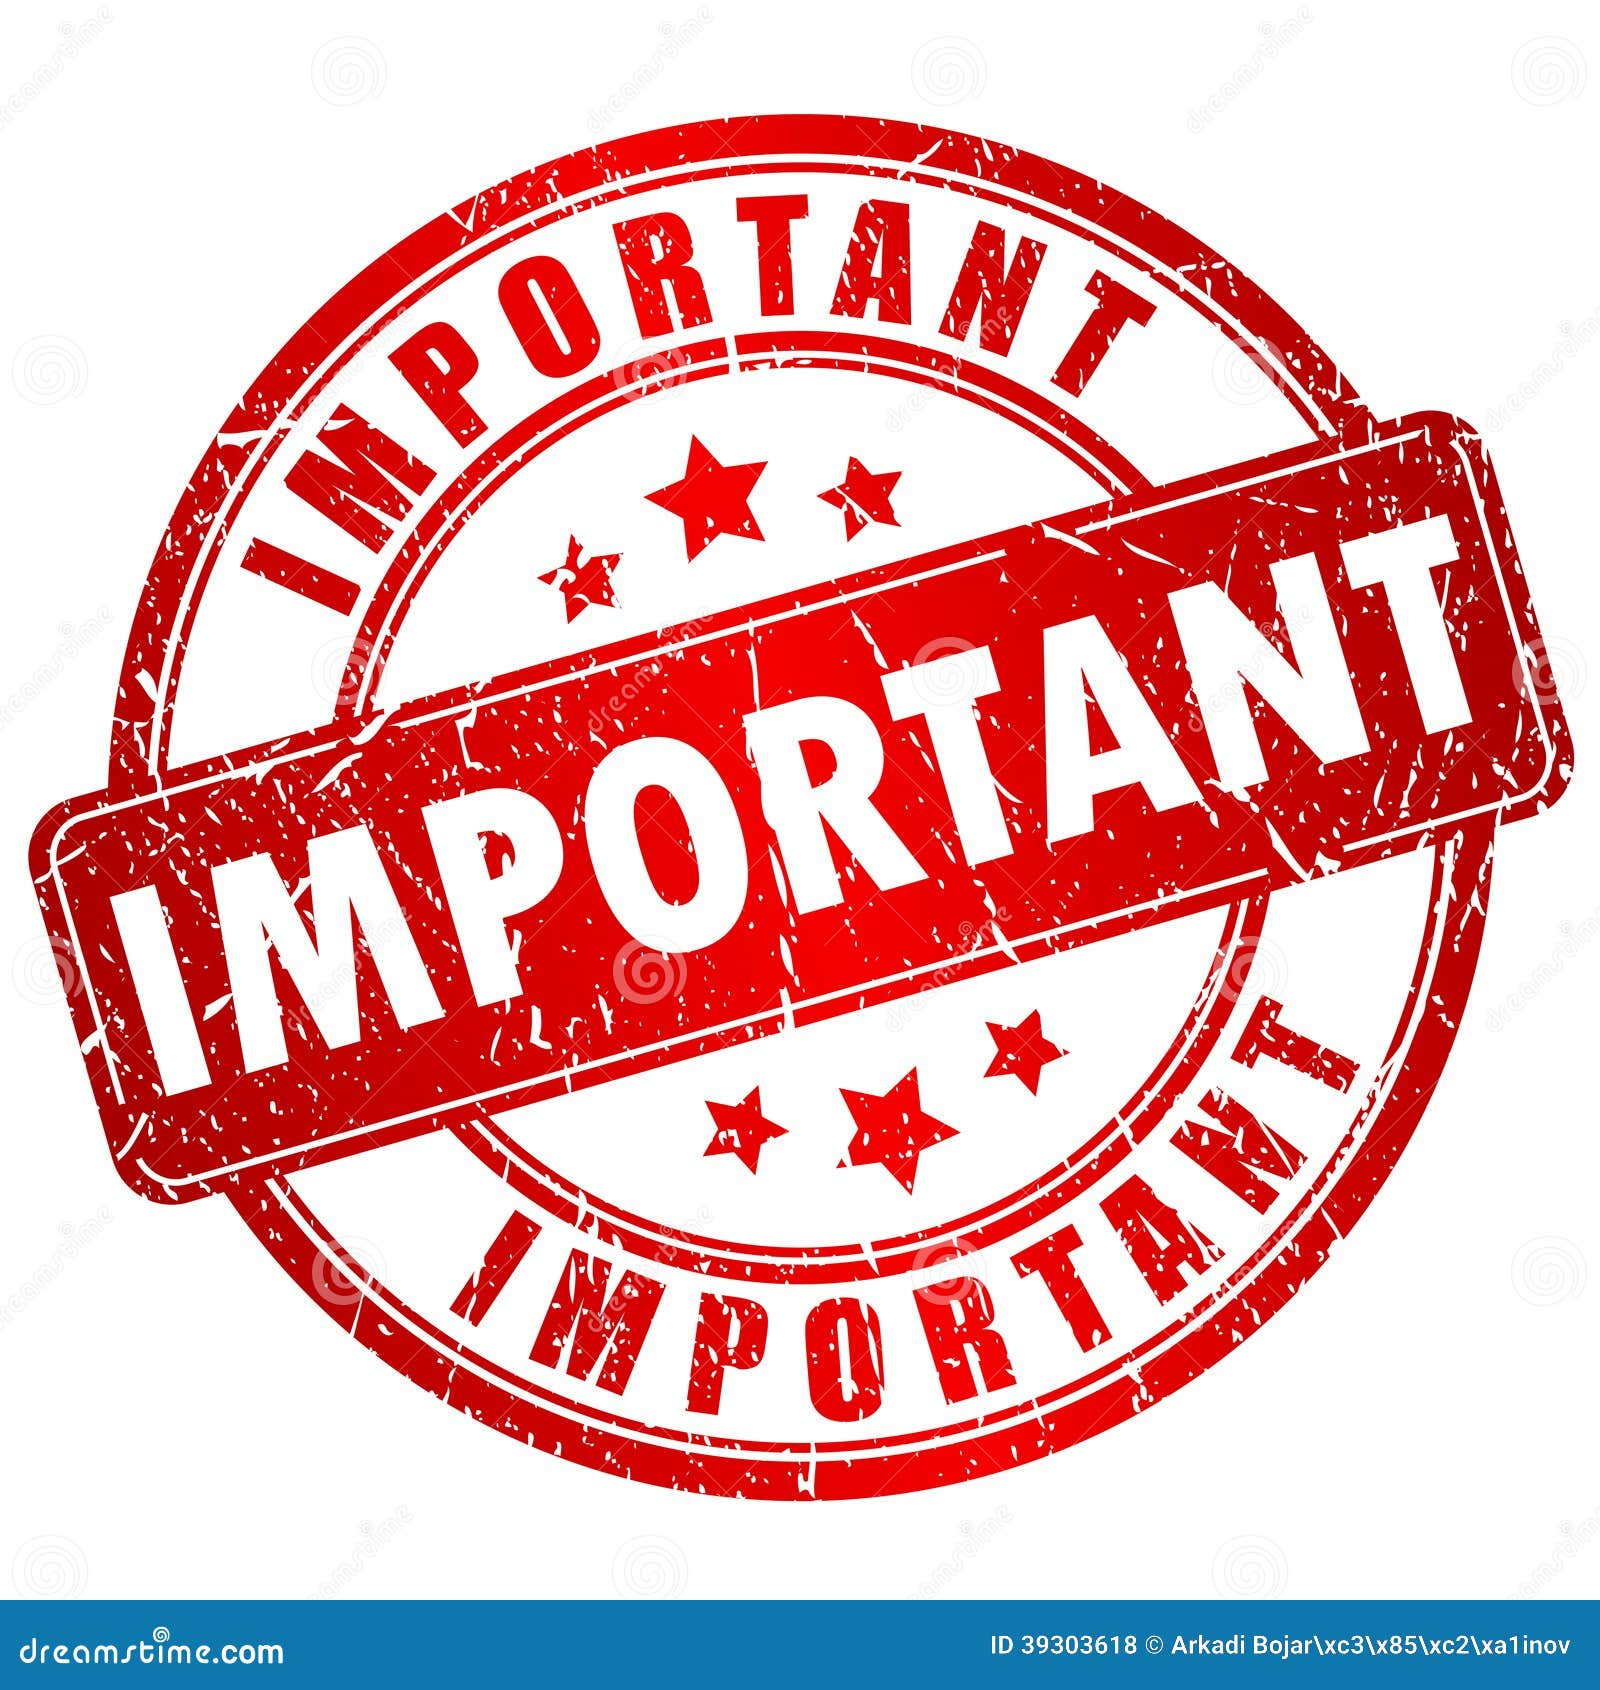 IMPORTANT
IMPORTANT
IMPORTANT
dreamstime.com
ID 39303618 © Arkadi Bojar\xc3\x85\xc2\xa1inov